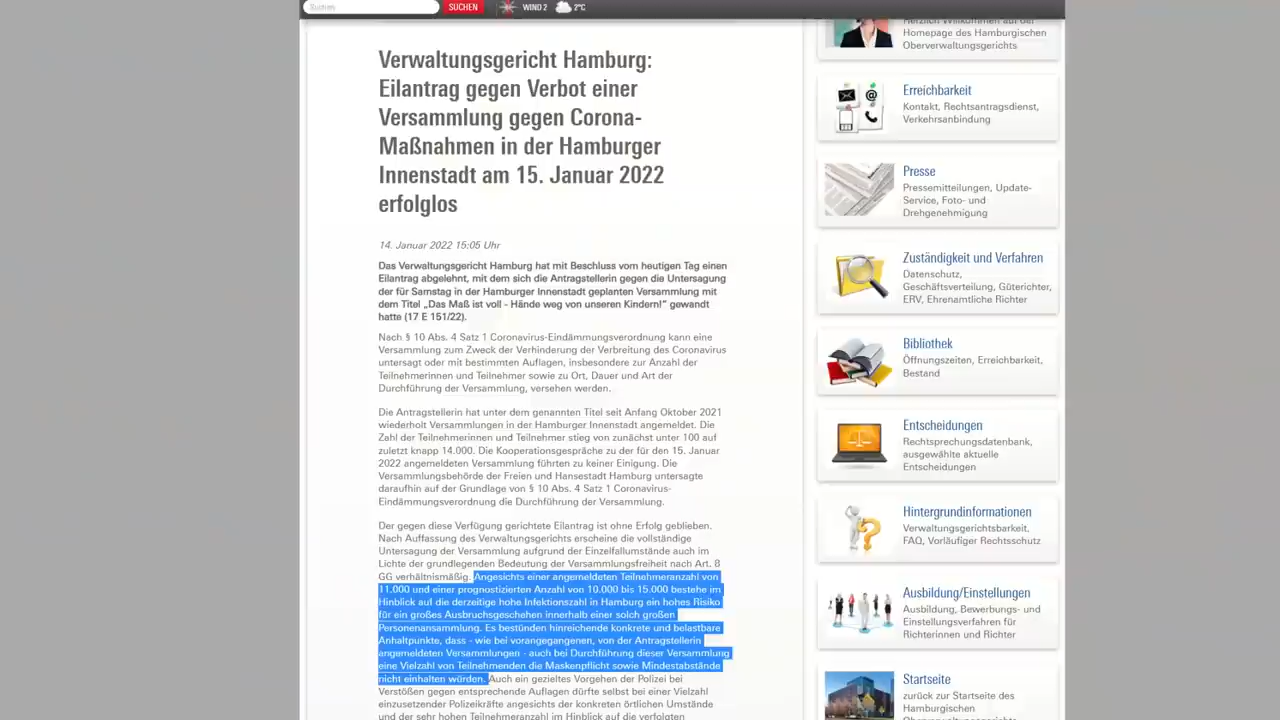 Suchen
SUCHEN
WIND 2
2°C
Verwaltungsgericht Hamburg:
Eilantrag gegen Verbot einer
Versammlung gegen Corona-
Maßnahmen in der Hamburger
Innenstadt am 15. Januar 2022
erfolglos
14. Januar 2022 15:05 Uhr
Das Verwaltungsgericht Hamburg hat mit Beschluss vom heutigen Tag einen
Eilantrag abgelehnt, mit dem sich die Antragstellerin gegen die Untersagung
der für Samstag in der Hamburger Innenstadt geplanten Versammlung mit
dem Titel „Das Maß ist voll - Hände weg von unseren Kindern!“ gewandt
hatte (17 E 151/22).
Nach § 10 Abs. 4 Satz 1 Coronavirus-Eindämmungsverordnung kann eine
Versammlung zum Zweck der Verhinderung der Verbreitung des Coronavirus
untersagt oder mit bestimmten Auflagen, insbesondere zur Anzahl der
Teilnehmerinnen und Teilnehmer sowie zu Ort, Dauer und Art der
Durchführung der Versammlung, versehen werden.
Die Antragstellerin hat unter dem genannten Titel seit Anfang Oktober 2021
wiederholt Versammlungen in der Hamburger Innenstadt angemeldet. Die
Zahl der Teilnehmerinnen und Teilnehmer stieg von zunächst unter 100 auf
zuletzt knapp 14.000. Die Kooperationsgespräche zu der für den 15. Januar
2022 angemeldeten Versammlung führten zu keiner Einigung. Die
Versammlungsbehörde der Freien und Hansestadt Hamburg untersagte
daraufhin auf der Grundlage von § 10 Abs. 4 Satz 1 Coronavirus-
Eindämmungsverordnung die Durchführung der Versammlung.
Der gegen diese Verfügung gerichtete Eilantrag ist ohne Erfolg geblieben.
Nach Auffassung des Verwaltungsgerichts erscheine die vollständige
Untersagung der Versammlung aufgrund der Einzelfallumstände auch im
Lichte der grundlegenden Bedeutung der Versammlungsfreiheit nach Art. 8
GG verhältnismäßig. Angesichts einer angemeldeten Teilnehmeranzahl von
11.000 und einer prognostizierten Anzahl von 10.000 bis 15.000 bestehe im
Hinblick auf die derzeitige hohe Infektionszahl in Hamburg ein hohes Risiko
für ein großes Ausbruchsgeschehen innerhalb einer solch großen
Personenansammlung. Es bestünden hinreichende konkrete und belastbare
Anhaltpunkte, dass - wie bei vorangegangenen, von der Antragstellerin
angemeldeten Versammlungen - auch bei Durchführung dieser Versammlung
eine Vielzahl von Teilnehmenden die Maskenpflicht sowie Mindestabstände
nicht einhalten würden. Auch ein gezieltes Vorgehen der Polizei bei
Verstößen gegen entsprechende Auflagen dürfte selbst bei einer Vielzahl
einzusetzender Polizeikräfte angesichts der konkreten örtlichen Umstände
und der sehr hohen Teilnehmerzahl im Hinblick auf die verfolgten
Herzlich Willkommen auf der
Homepage des Hamburgischen
Oberverwaltungsgerichts
Erreichbarkeit
Kontakt, Rechtsantragsdienst,
Verkehrsanbindung
Presse
Pressemitteilungen, Update-
Service, Foto- und
Drehgenehmigung
Zuständigkeit und Verfahren
Datenschutz,
Geschäftsverteilung, Güterichter,
ERV, Ehrenamtliche Richter
Bibliothek
Öffnungszeiten, Erreichbarkeit,
Bestand
Entscheidungen
Rechtsprechungsdatenbank,
ausgewählte aktuelle
Entscheidungen
Hintergrundinformationen
Verwaltungsgerichtsbarkeit,
FAQ, Vorläufiger Rechtsschutz
Ausbildung/Einstellungen
Ausbildung, Bewerbungs- und
Einstellungsverfahren für
Richterinnen und Richter
Startseite
zurück zur Startseite des
Hamburgischen
Oberverwaltungsgerichts